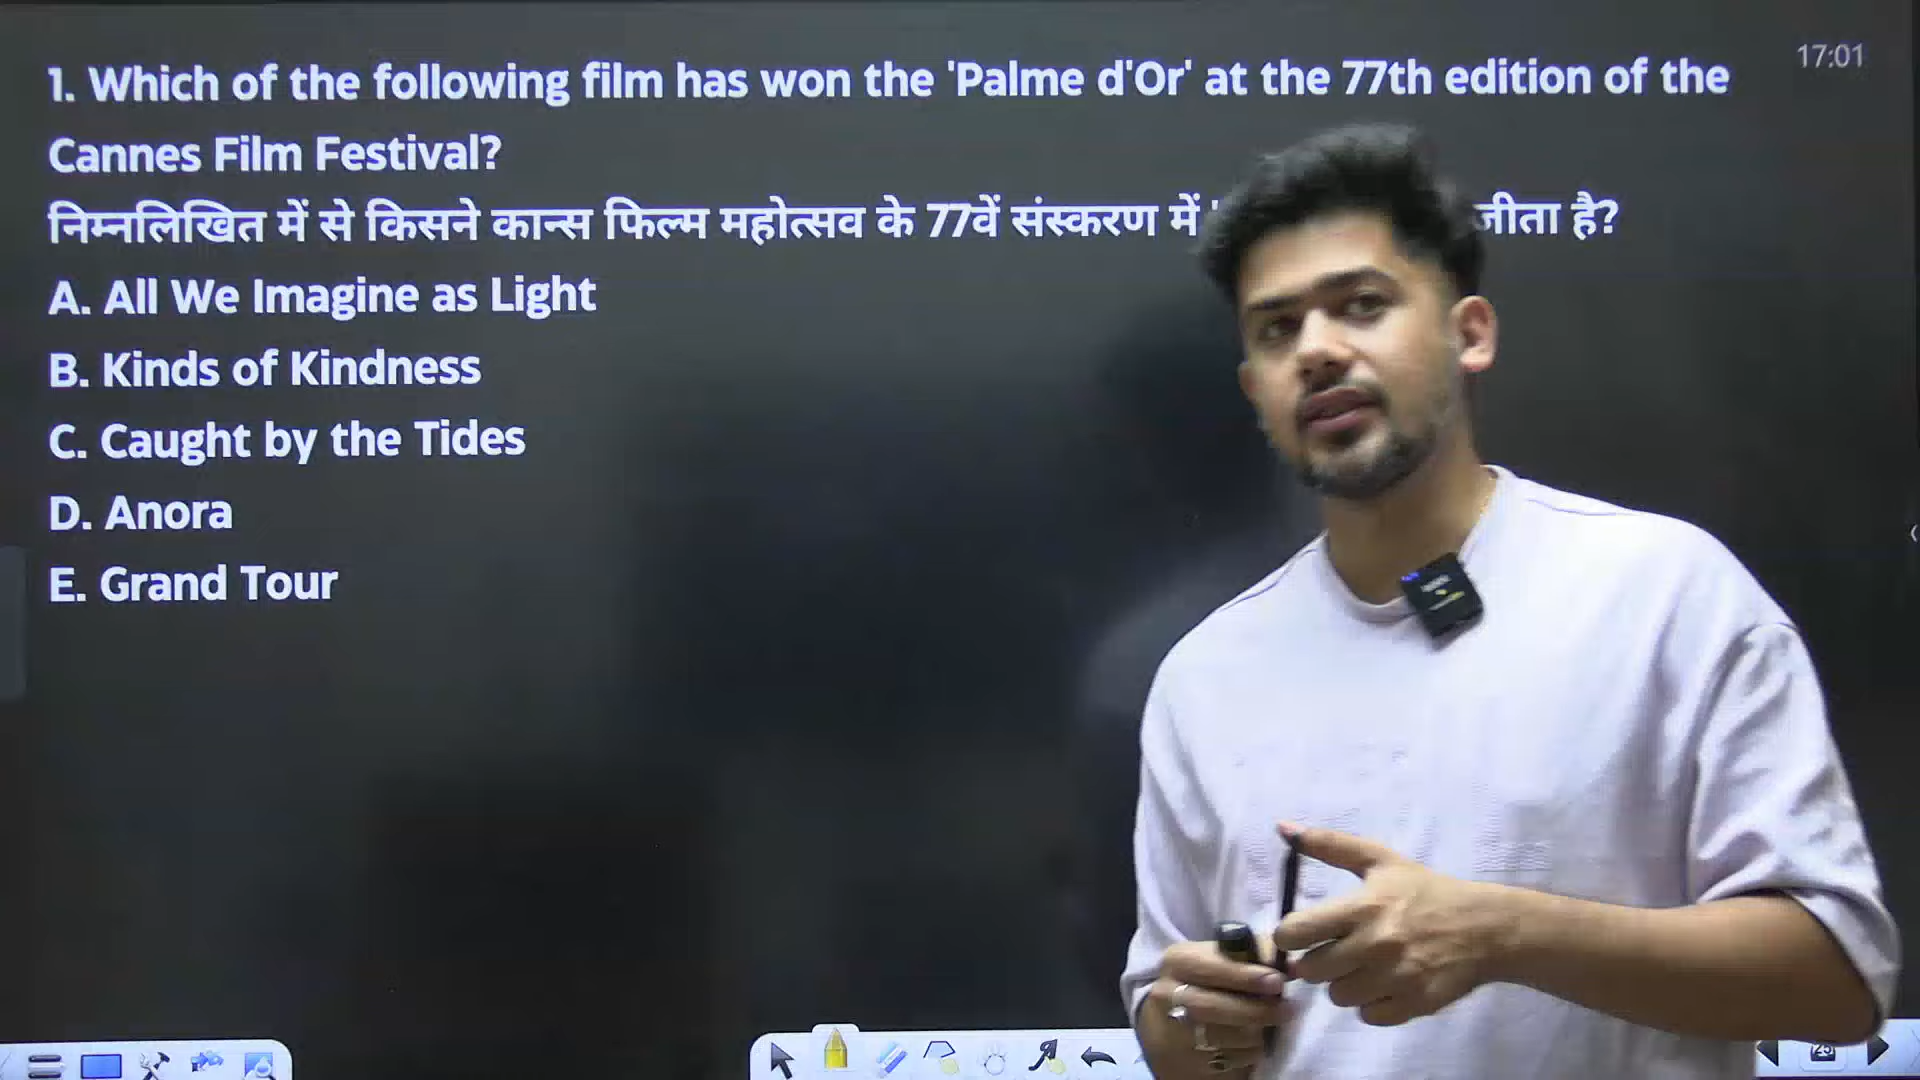 17:01
1. Which of the following film has won the 'Palme d'Or' at the 77th edition of the
Cannes Film Festival?
निम्नलिखित में से किसने कान्स फिल्म महोत्सव के 77वें संस्करण में ' जीता है?
A. All We Imagine as Light
B. Kinds of Kindness
C. Caught by the Tides
D. Anora
E. Grand Tour
25